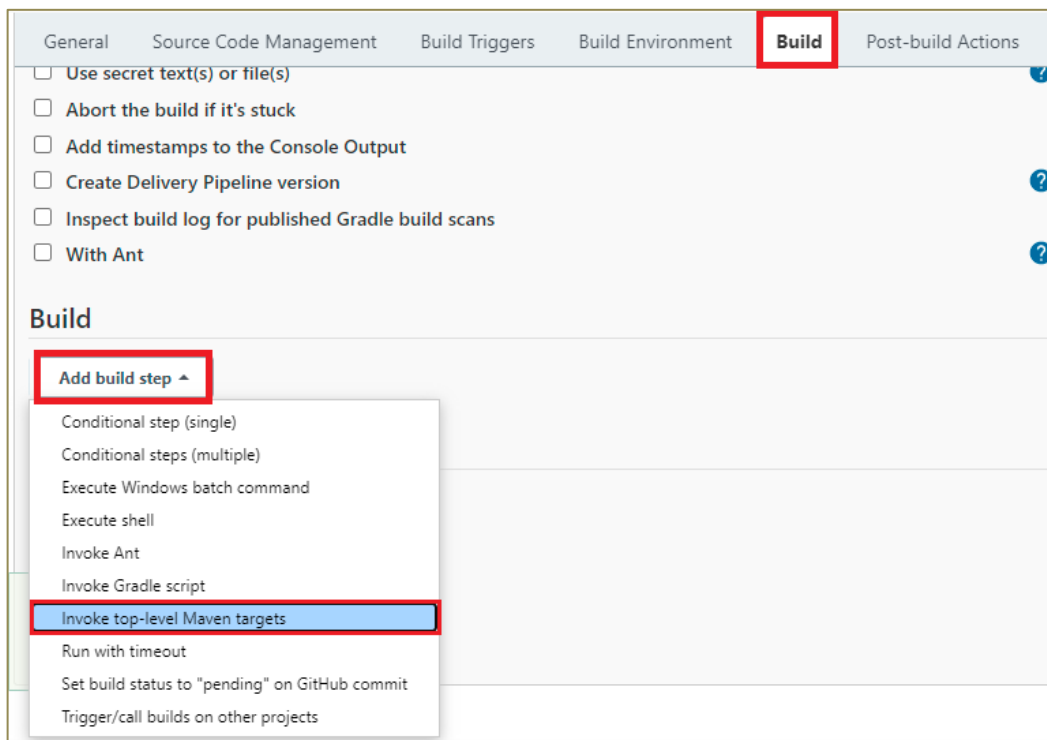 General Source Code Management Build Triggers Build Environment Build Post-build Actions
Use secret text(s) or file(s)
?
Abort the build if it's stuck
Add timestamps to the Console Output
Create Delivery Pipeline version
?
Inspect build log for published Gradle build scans
With Ant
?
Build
Add build step
Conditional step (single)
Conditional steps (multiple)
Execute Windows batch command
Execute shell
Invoke Ant
Invoke Gradle script
Invoke top-level Maven targets
Run with timeout
Set build status to "pending" on GitHub commit
Trigger/call builds on other projects